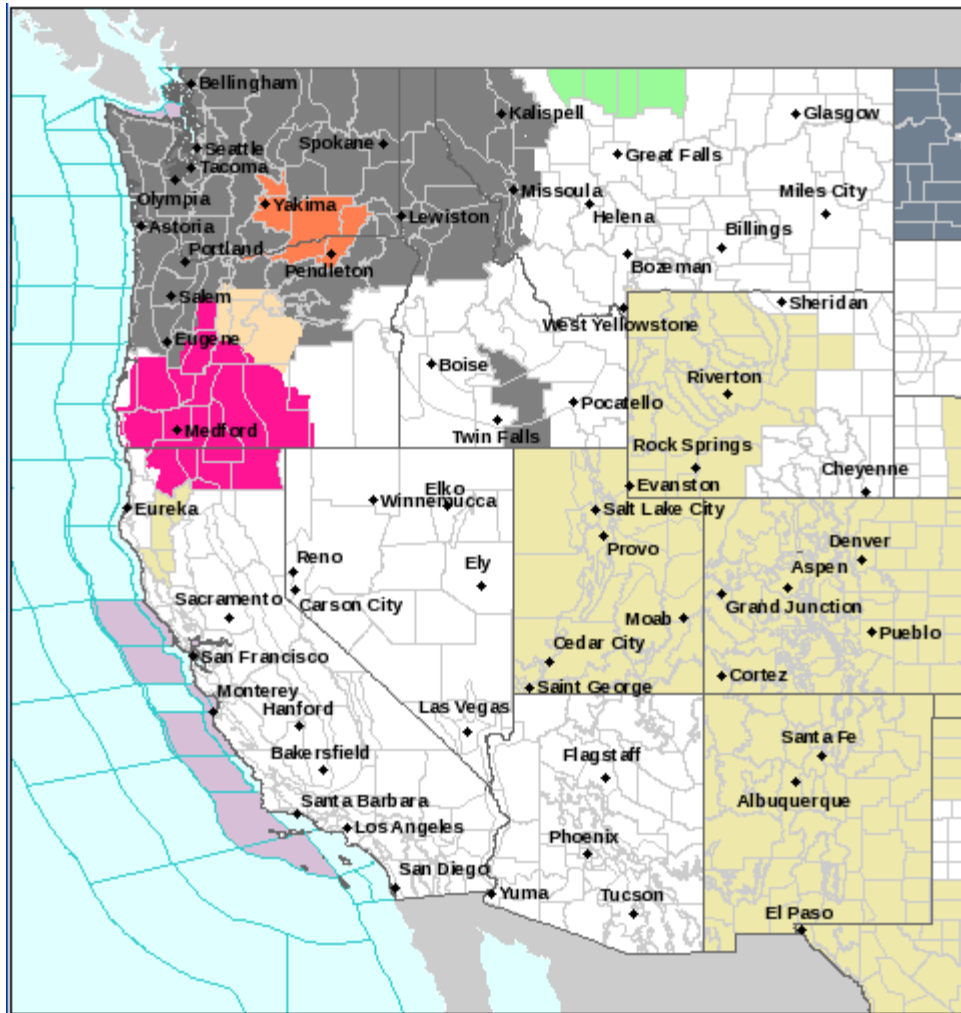 Bellingham
Kalispell
Glasgow
Spokane
Seattle
Great Falls
Tacoma
Olympia
Missoula
Miles City
Yakima
Helena
Lewiston
Astoria
Billings
Portland
Pendleton
Bozeman
Salem
Sheridan
West Yellowstone
Eugene
Boise
Riverton
Pocatello
Medford
Twin Falls
Rock Springs
Cheyenne
Evanston
Elko
Winnemucca
Eureka
Salt Lake City
Provo
Denver
Reno
Ely
Aspen
Carson City
Grand Junction
Sacramento
Moab
Pueblo
San Francisco
Cedar City
Cortez
Saint George
Monterey
Las Vegas
Hanford
Santa Fe
Bakersfield
Flagstaff
Albuquerque
Santa Barbara
Los Angeles
Phoenix
San Diego
Yuma
Tucson
El Paso